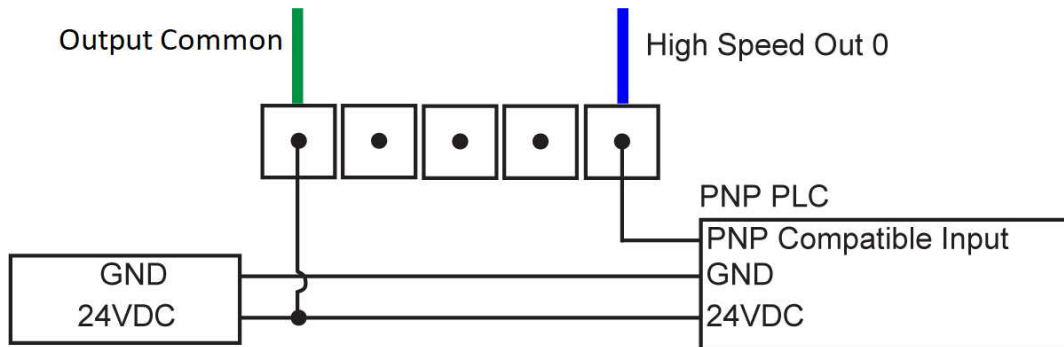 Output Common
High Speed Out 0
PNP PLC
PNP Compatible Input
GND
24VDC
GND
24VDC